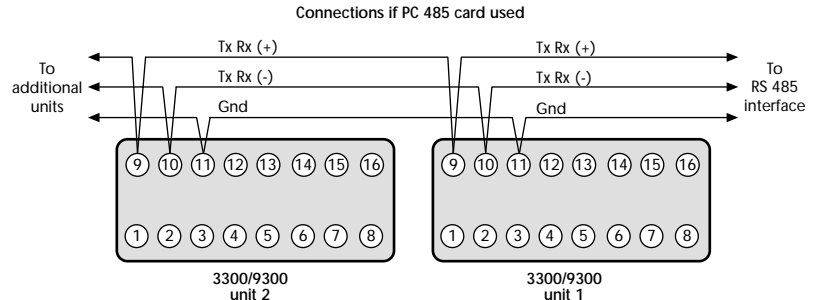 Connections if PC 485 card used
Tx Rx (+) Tx Rx (+)
To additional units
Tx Rx (-) Tx Rx (-)
To RS 485 interface
Gnd Gnd
9 10 11 12 13 14 15 16 9 10 11 12 13 14 15 16
1 2 3 4 5 6 7 8 1 2 3 4 5 6 7 8
3300/9300 3300/9300
unit 2 unit 1